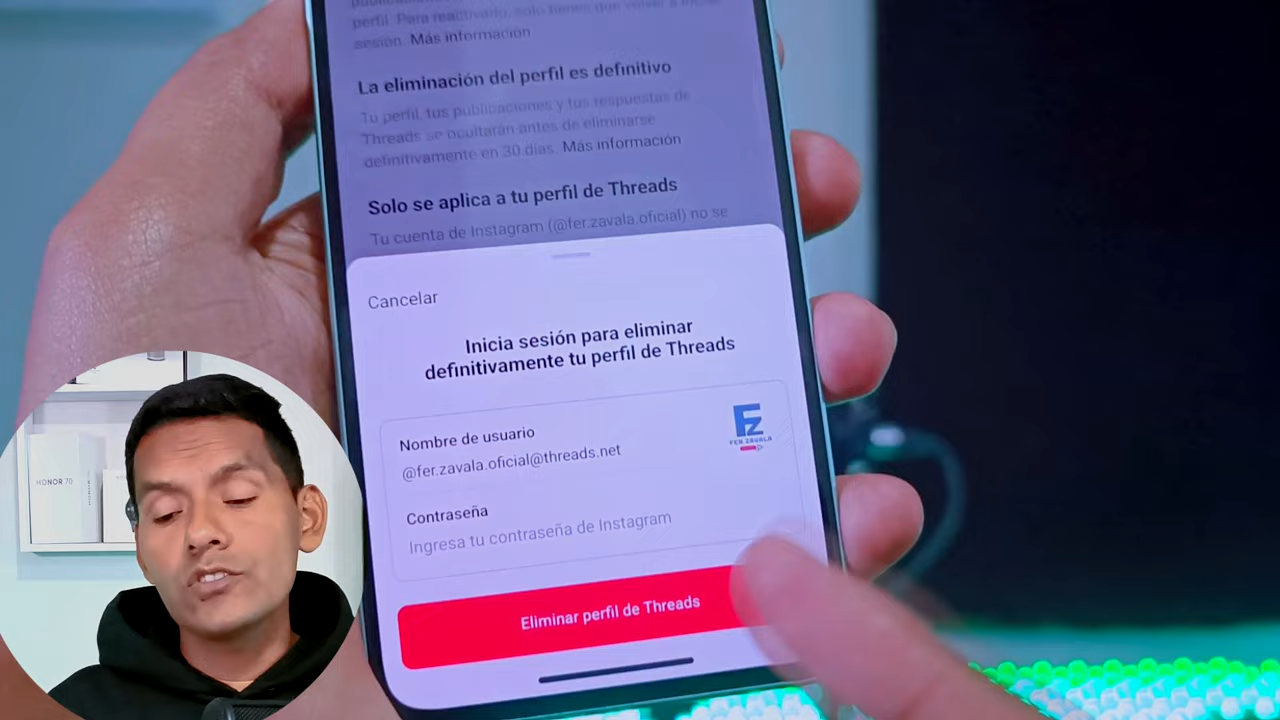 perfil. Para reactivarlo, solo tienes que volver a iniciar
sesión. Más información
La eliminación del perfil es definitivo
Tu perfil, tus publicaciones y tus respuestas de
Threads se ocultarán antes de eliminarse
definitivamente en 30 días. Más información
Solo se aplica a tu perfil de Threads
Tu cuenta de Instagram (@fer.zavala.oficial) no se
Cancelar
Inicia sesión para eliminar
definitivamente tu perfil de Threads
Nombre de usuario
@fer.zavala.oficial@threads.net
FZ
FER ZAVALA
Contraseña
Ingresa tu contraseña de Instagram
Eliminar perfil de Threads
HONOR 70
HONOR